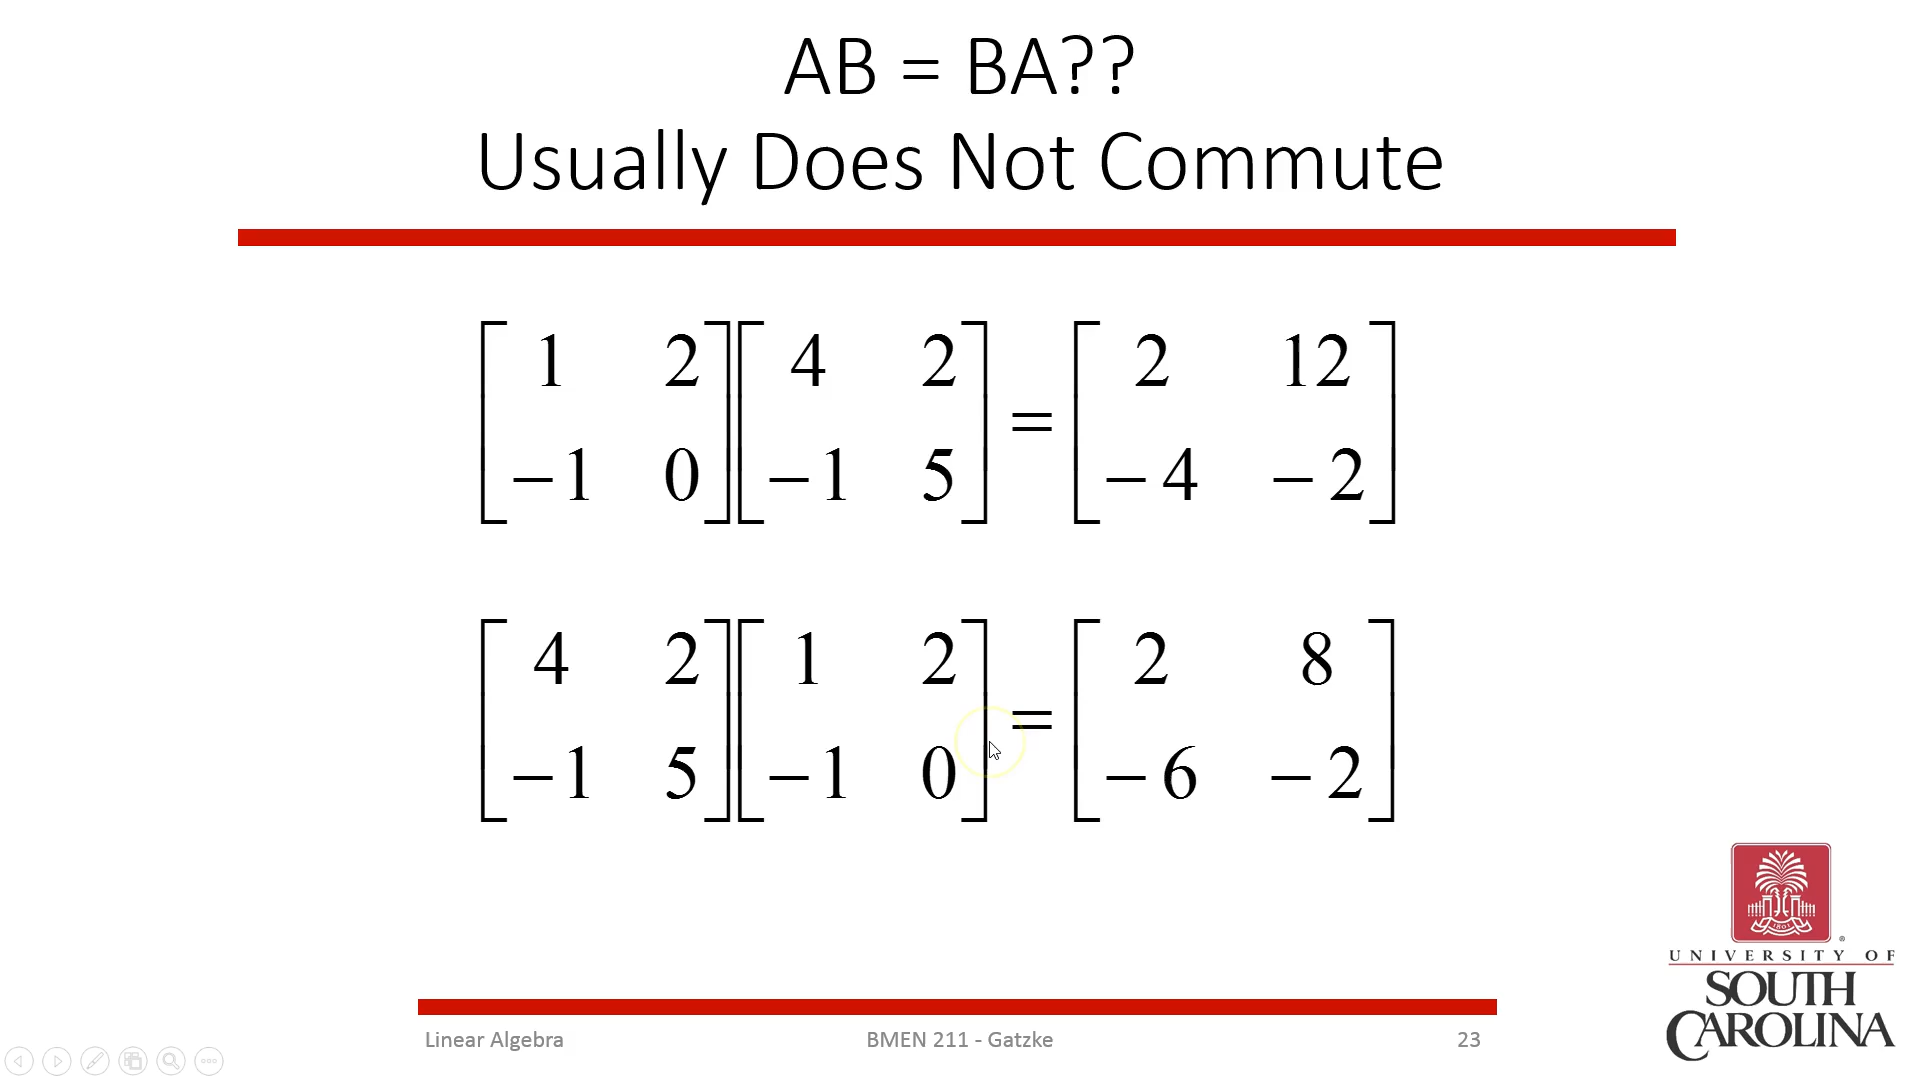 AB = BA??
Usually Does Not Commute
[1 2; −1 0] [4 2; −1 5] = [2 12; −4 −2]
[4 2; −1 5] [1 2; −1 0] = [2 8; −6 −2]
UNIVERSITY OF
SOUTH
CAROLINA
Linear Algebra BMEN 211 - Gatzke 23